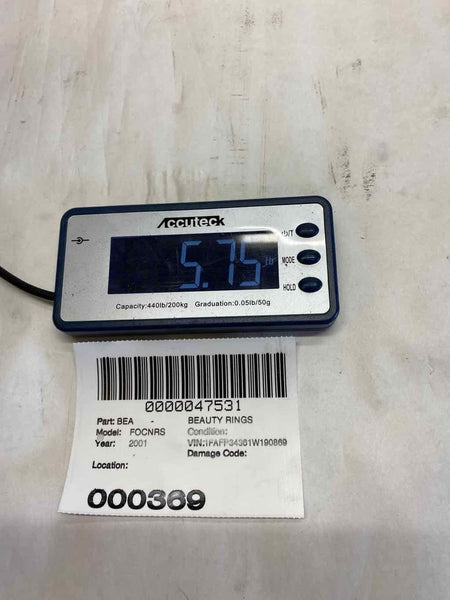 Accuteck
5.75 lb
MODE
HOLD
Capacity:440lb/200kg Graduation:0.05lb/50g
0000047531
Part: BEA BEAUTY RINGS
Model: FOCNRS Condition:
Year: 2001 VIN:1FAFP34361W190869
Damage Code:
Location:
000369